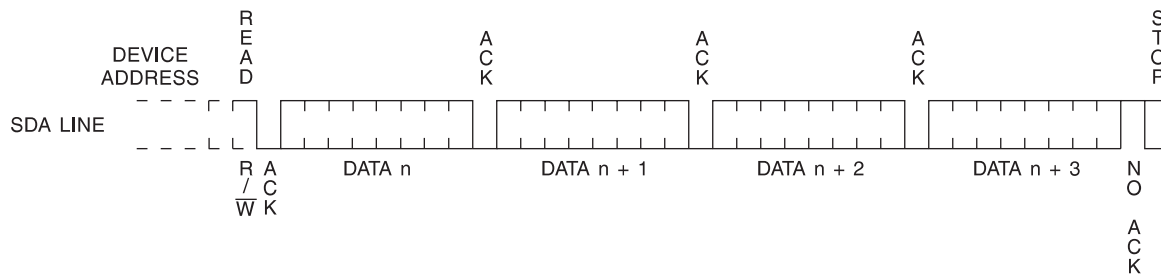 READ
ACK
ACK
ACK
STOP
DEVICE
ADDRESS
SDA LINE
R/W
ACK
DATA n
DATA n + 1
DATA n + 2
DATA n + 3
NO ACK